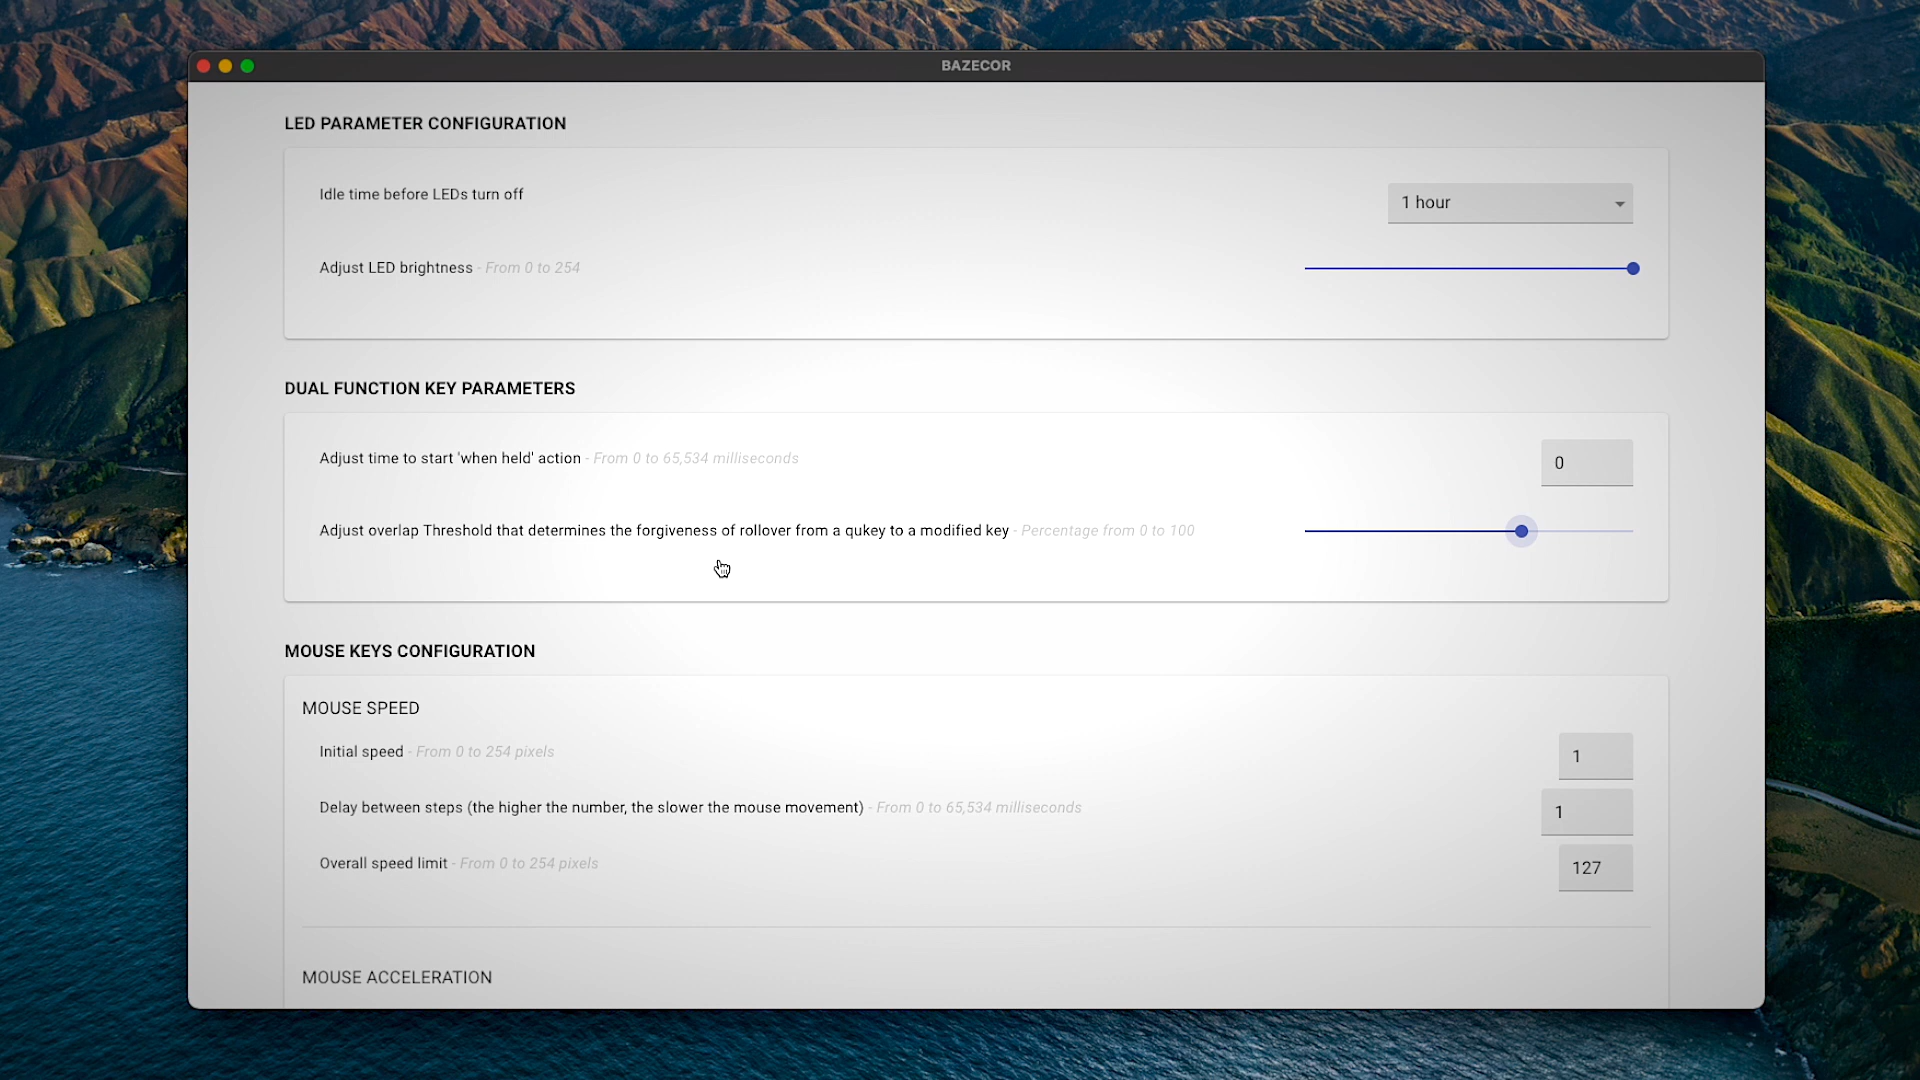 BAZECOR
LED PARAMETER CONFIGURATION
Idle time before LEDs turn off
1 hour
Adjust LED brightness - From 0 to 254
DUAL FUNCTION KEY PARAMETERS
Adjust time to start 'when held' action - From 0 to 65,534 milliseconds
0
Adjust overlap Threshold that determines the forgiveness of rollover from a qukey to a modified key - Percentage from 0 to 100
MOUSE KEYS CONFIGURATION
MOUSE SPEED
Initial speed - From 0 to 254 pixels
1
Delay between steps (the higher the number, the slower the mouse movement) - From 0 to 65,534 milliseconds
1
Overall speed limit - From 0 to 254 pixels
127
MOUSE ACCELERATION